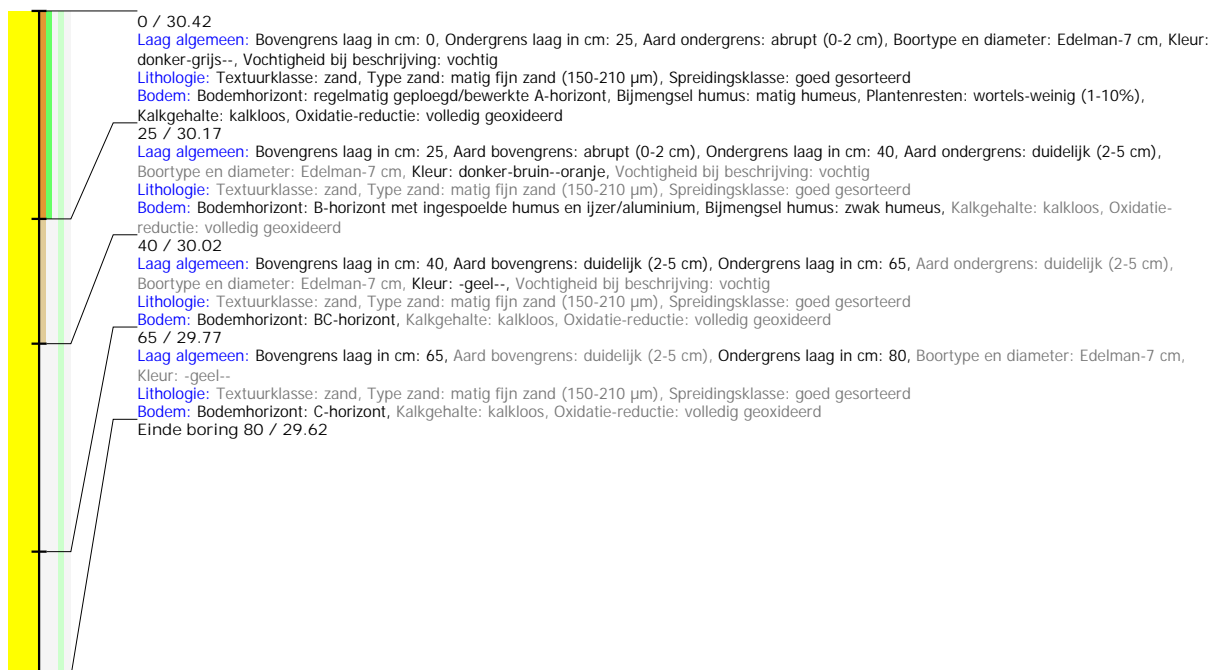 0 / 30.42
Laag algemeen: Bovengrens laag in cm: 0, Ondergrens laag in cm: 25, Aard ondergrens: abrupt (0-2 cm), Boortype en diameter: Edelman-7 cm, Kleur:
donker-grijs--, Vochtigheid bij beschrijving: vochtig
Lithologie: Textuurklasse: zand, Type zand: matig fijn zand (150-210 µm), Spreidingsklasse: goed gesorteerd
Bodem: Bodemhorizont: regelmatig geploegd/bewerkte A-horizont, Bijmengsel humus: matig humeus, Plantenresten: wortels-weinig (1-10%),
Kalkgehalte: kalkloos, Oxidatie-reductie: volledig geoxideerd
25 / 30.17
Laag algemeen: Bovengrens laag in cm: 25, Aard bovengrens: abrupt (0-2 cm), Ondergrens laag in cm: 40, Aard ondergrens: duidelijk (2-5 cm),
Boortype en diameter: Edelman-7 cm, Kleur: donker-bruin--oranje, Vochtigheid bij beschrijving: vochtig
Lithologie: Textuurklasse: zand, Type zand: matig fijn zand (150-210 µm), Spreidingsklasse: goed gesorteerd
Bodem: Bodemhorizont: B-horizont met ingespoelde humus en ijzer/aluminium, Bijmengsel humus: zwak humeus, Kalkgehalte: kalkloos, Oxidatie-
reductie: volledig geoxideerd
40 / 30.02
Laag algemeen: Bovengrens laag in cm: 40, Aard bovengrens: duidelijk (2-5 cm), Ondergrens laag in cm: 65, Aard ondergrens: duidelijk (2-5 cm),
Boortype en diameter: Edelman-7 cm, Kleur: -geel--, Vochtigheid bij beschrijving: vochtig
Lithologie: Textuurklasse: zand, Type zand: matig fijn zand (150-210 µm), Spreidingsklasse: goed gesorteerd
Bodem: Bodemhorizont: BC-horizont, Kalkgehalte: kalkloos, Oxidatie-reductie: volledig geoxideerd
65 / 29.77
Laag algemeen: Bovengrens laag in cm: 65, Aard bovengrens: duidelijk (2-5 cm), Ondergrens laag in cm: 80, Boortype en diameter: Edelman-7 cm,
Kleur: -geel--
Lithologie: Textuurklasse: zand, Type zand: matig fijn zand (150-210 µm), Spreidingsklasse: goed gesorteerd
Bodem: Bodemhorizont: C-horizont, Kalkgehalte: kalkloos, Oxidatie-reductie: volledig geoxideerd
Einde boring 80 / 29.62